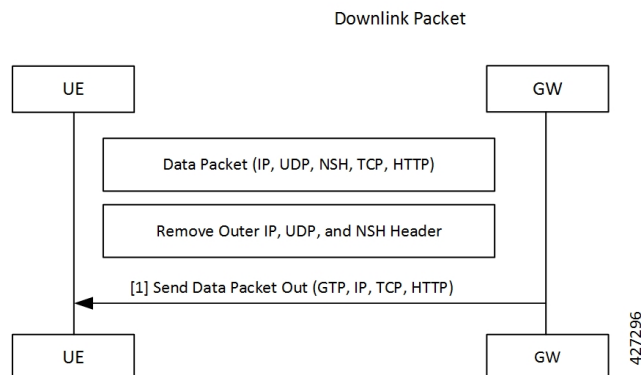 Downlink Packet
UE
GW
Data Packet (IP, UDP, NSH, TCP, HTTP)
Remove Outer IP, UDP, and NSH Header
[1] Send Data Packet Out (GTP, IP, TCP, HTTP)
UE
GW
427296